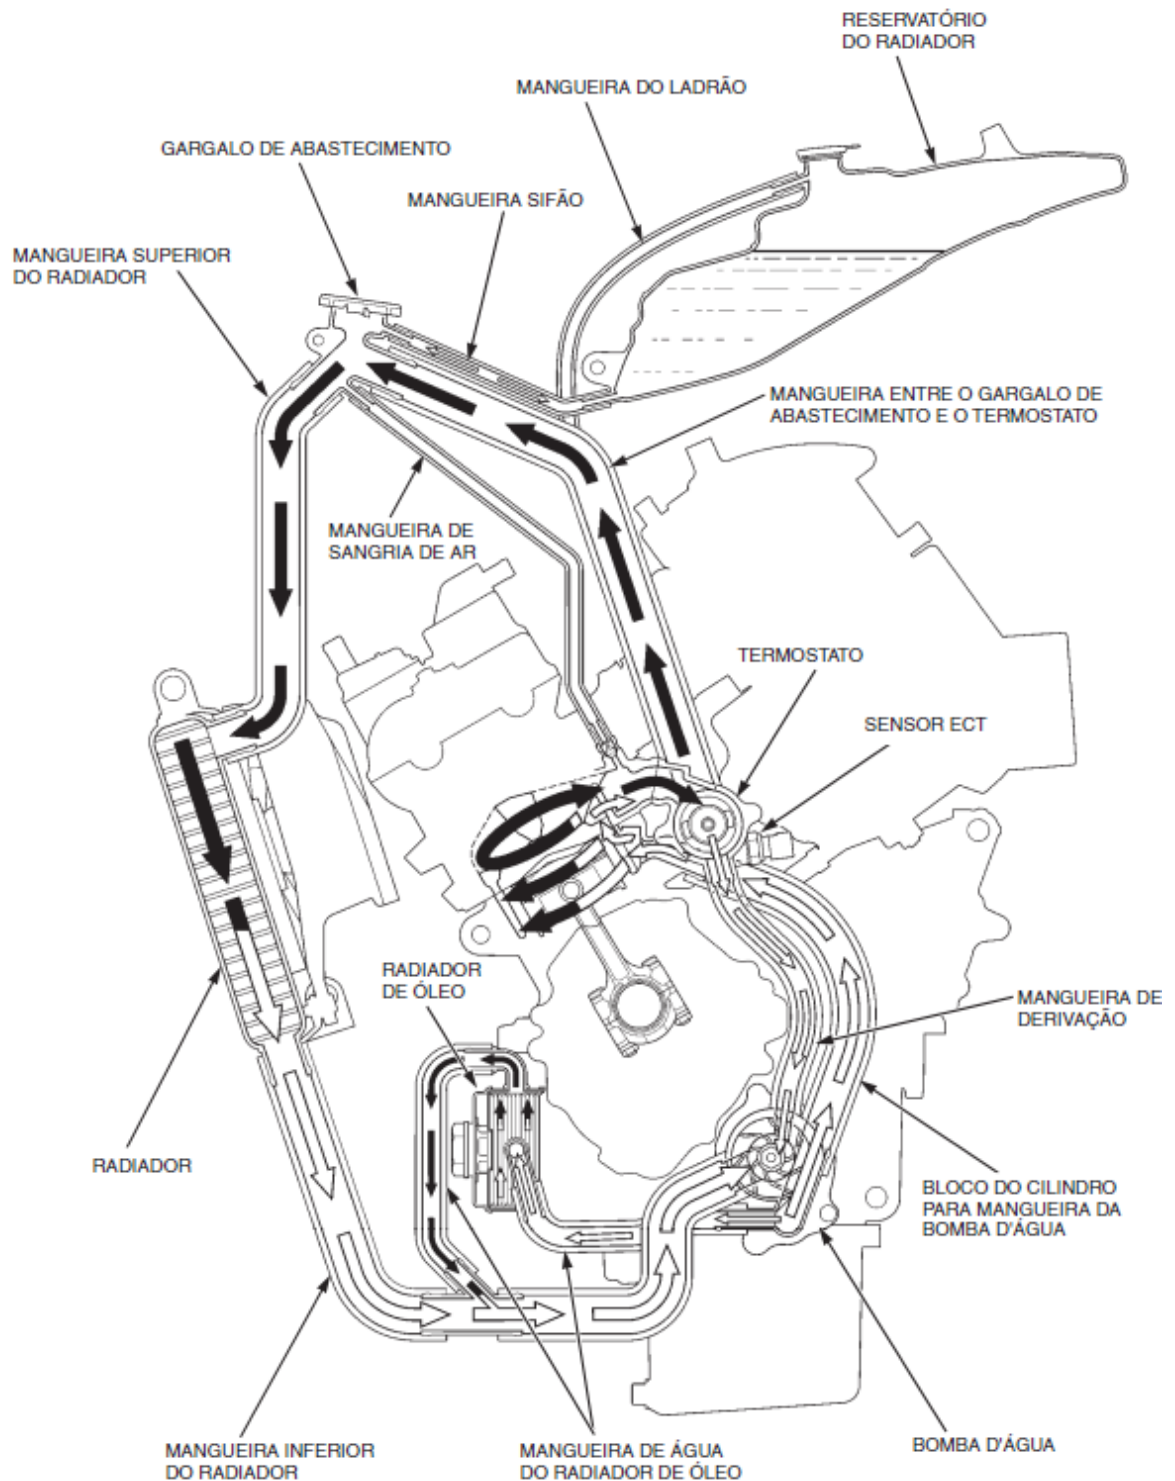 RESERVATÓRIO
DO RADIADOR
MANGUEIRA DO LADRÃO
GARGALO DE ABASTECIMENTO
MANGUEIRA SIFÃO
MANGUEIRA SUPERIOR
DO RADIADOR
MANGUEIRA ENTRE O GARGALO DE
ABASTECIMENTO E O TERMOSTATO
MANGUEIRA DE
SANGRIA DE AR
TERMOSTATO
SENSOR ECT
RADIADOR
DE ÓLEO
MANGUEIRA DE
DERIVAÇÃO
RADIADOR
BLOCO DO CILINDRO
PARA MANGUEIRA DA
BOMBA D'ÁGUA
MANGUEIRA INFERIOR
DO RADIADOR
MANGUEIRA DE ÁGUA
DO RADIADOR DE ÓLEO
BOMBA D'ÁGUA